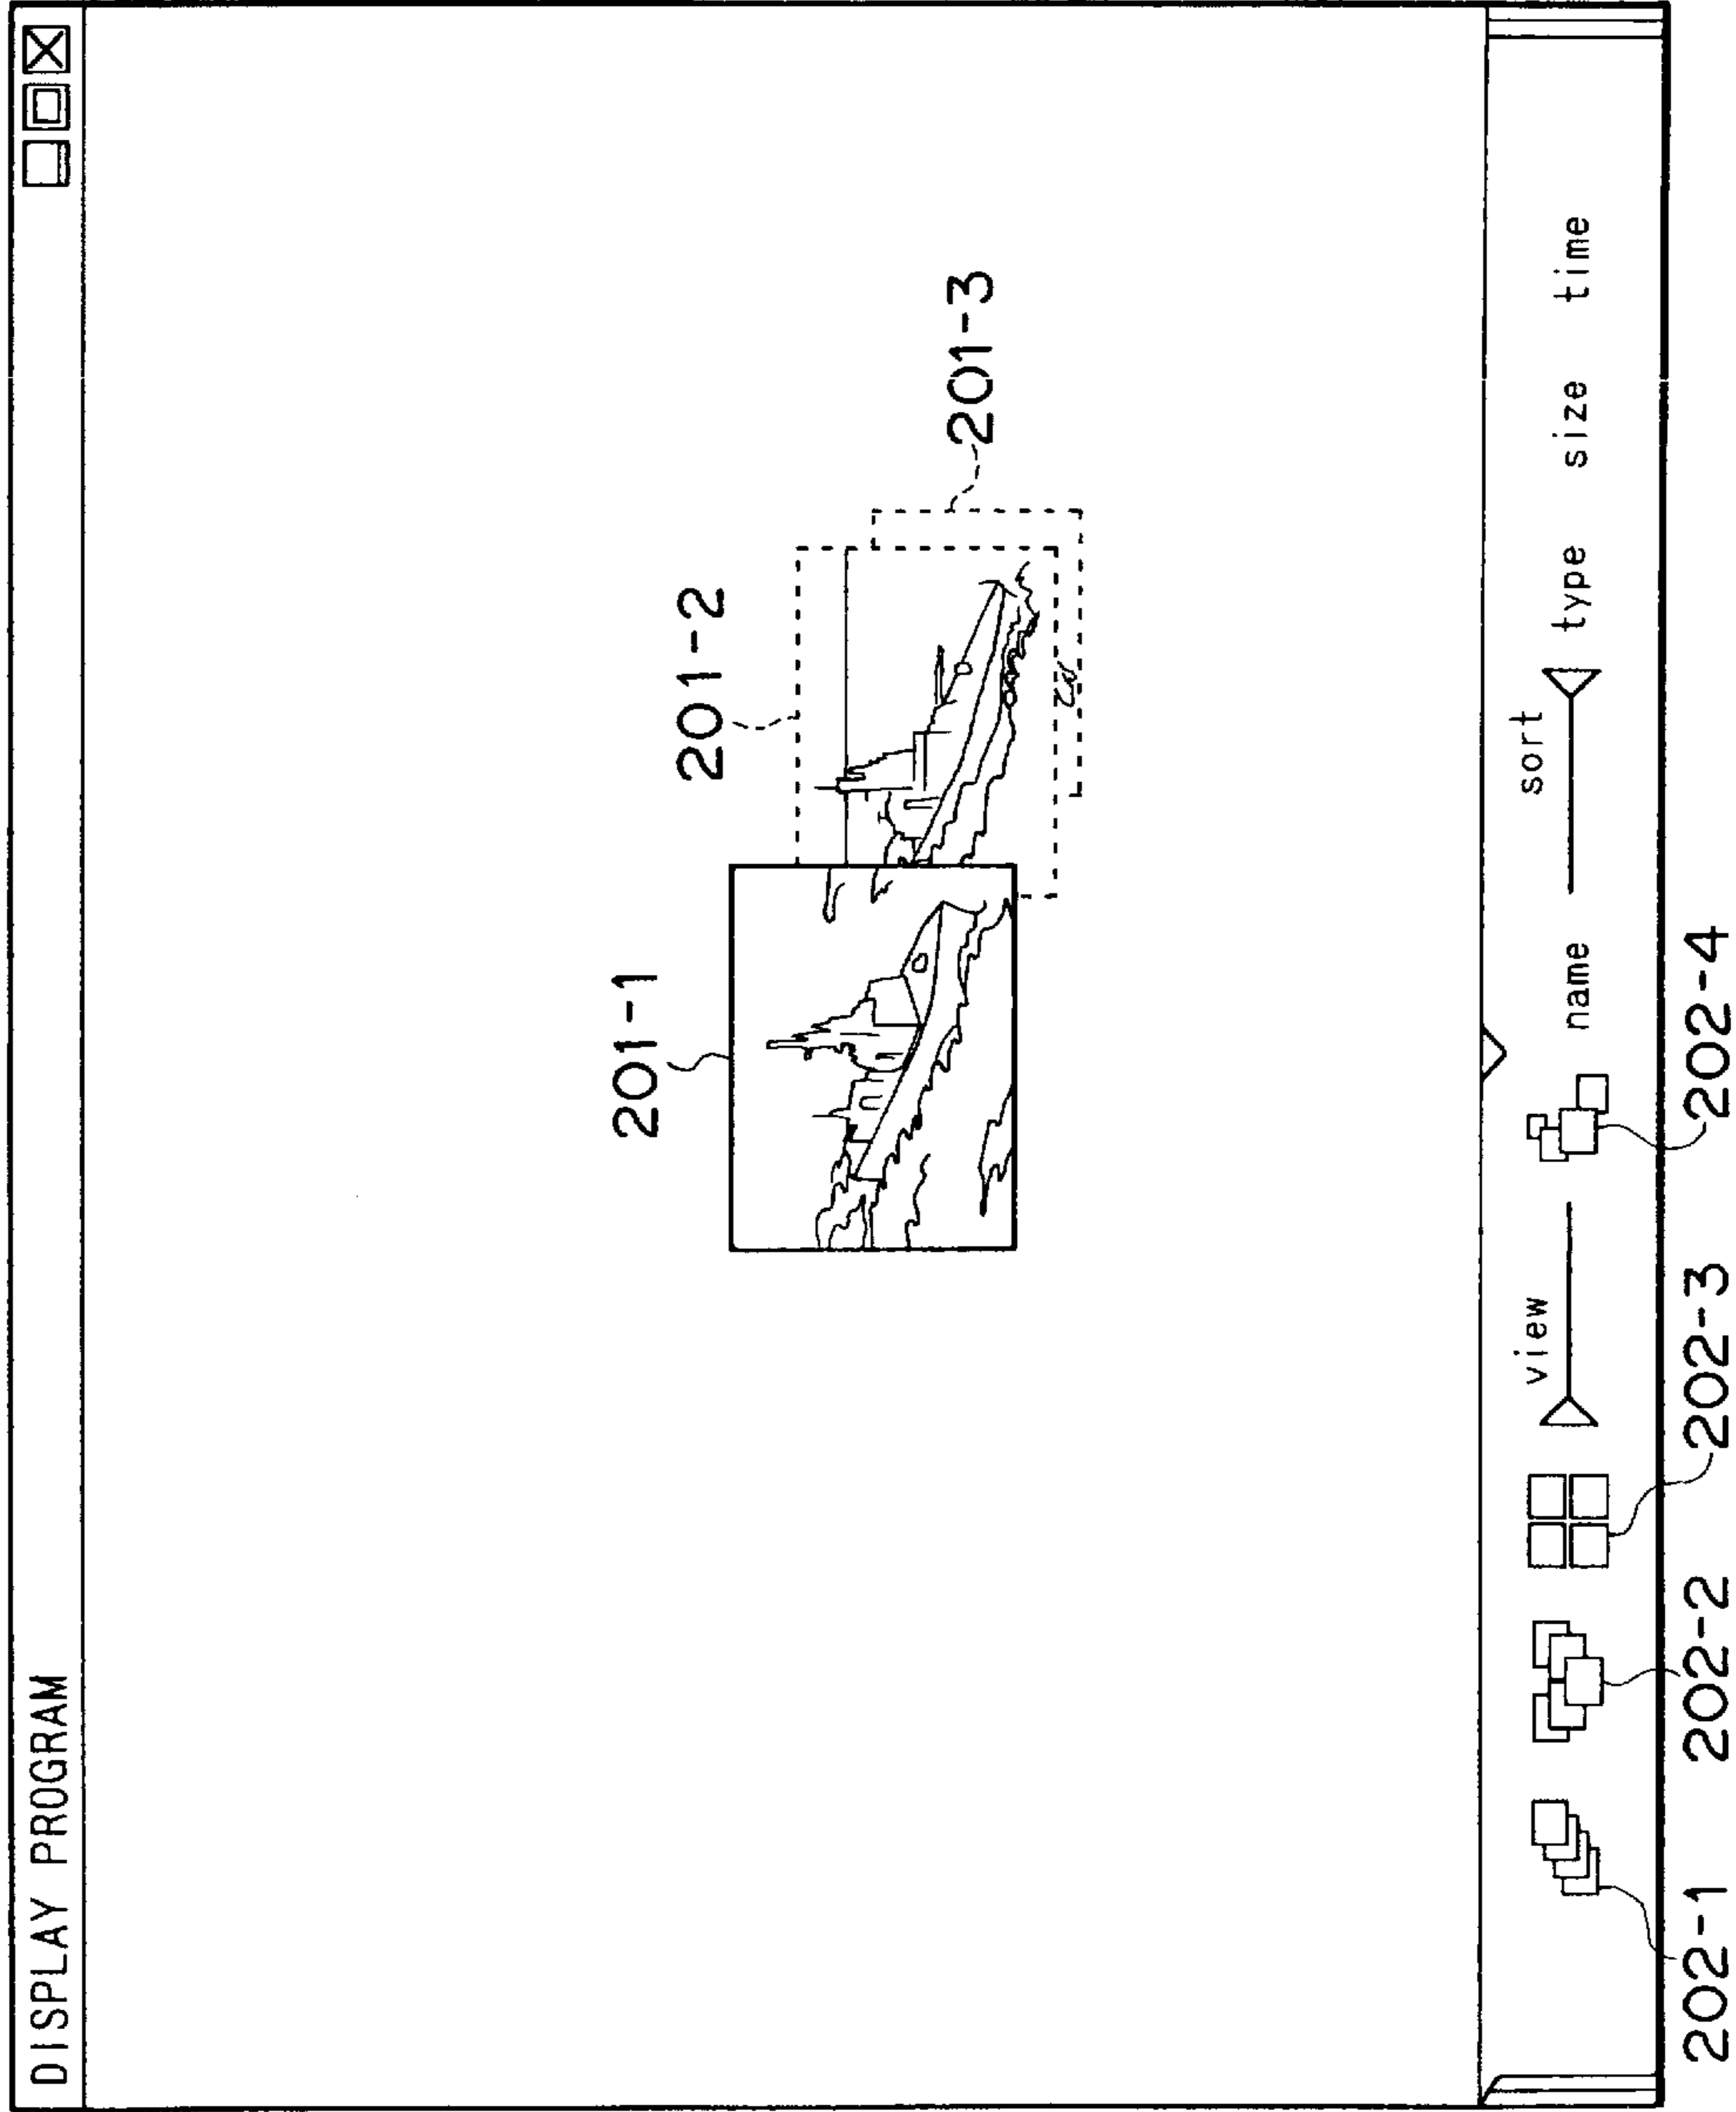 DISPLAY PROGRAM
201-1
201-2
201-3
view
sort
name
type
size
time
202-1
202-2
202-3
202-4